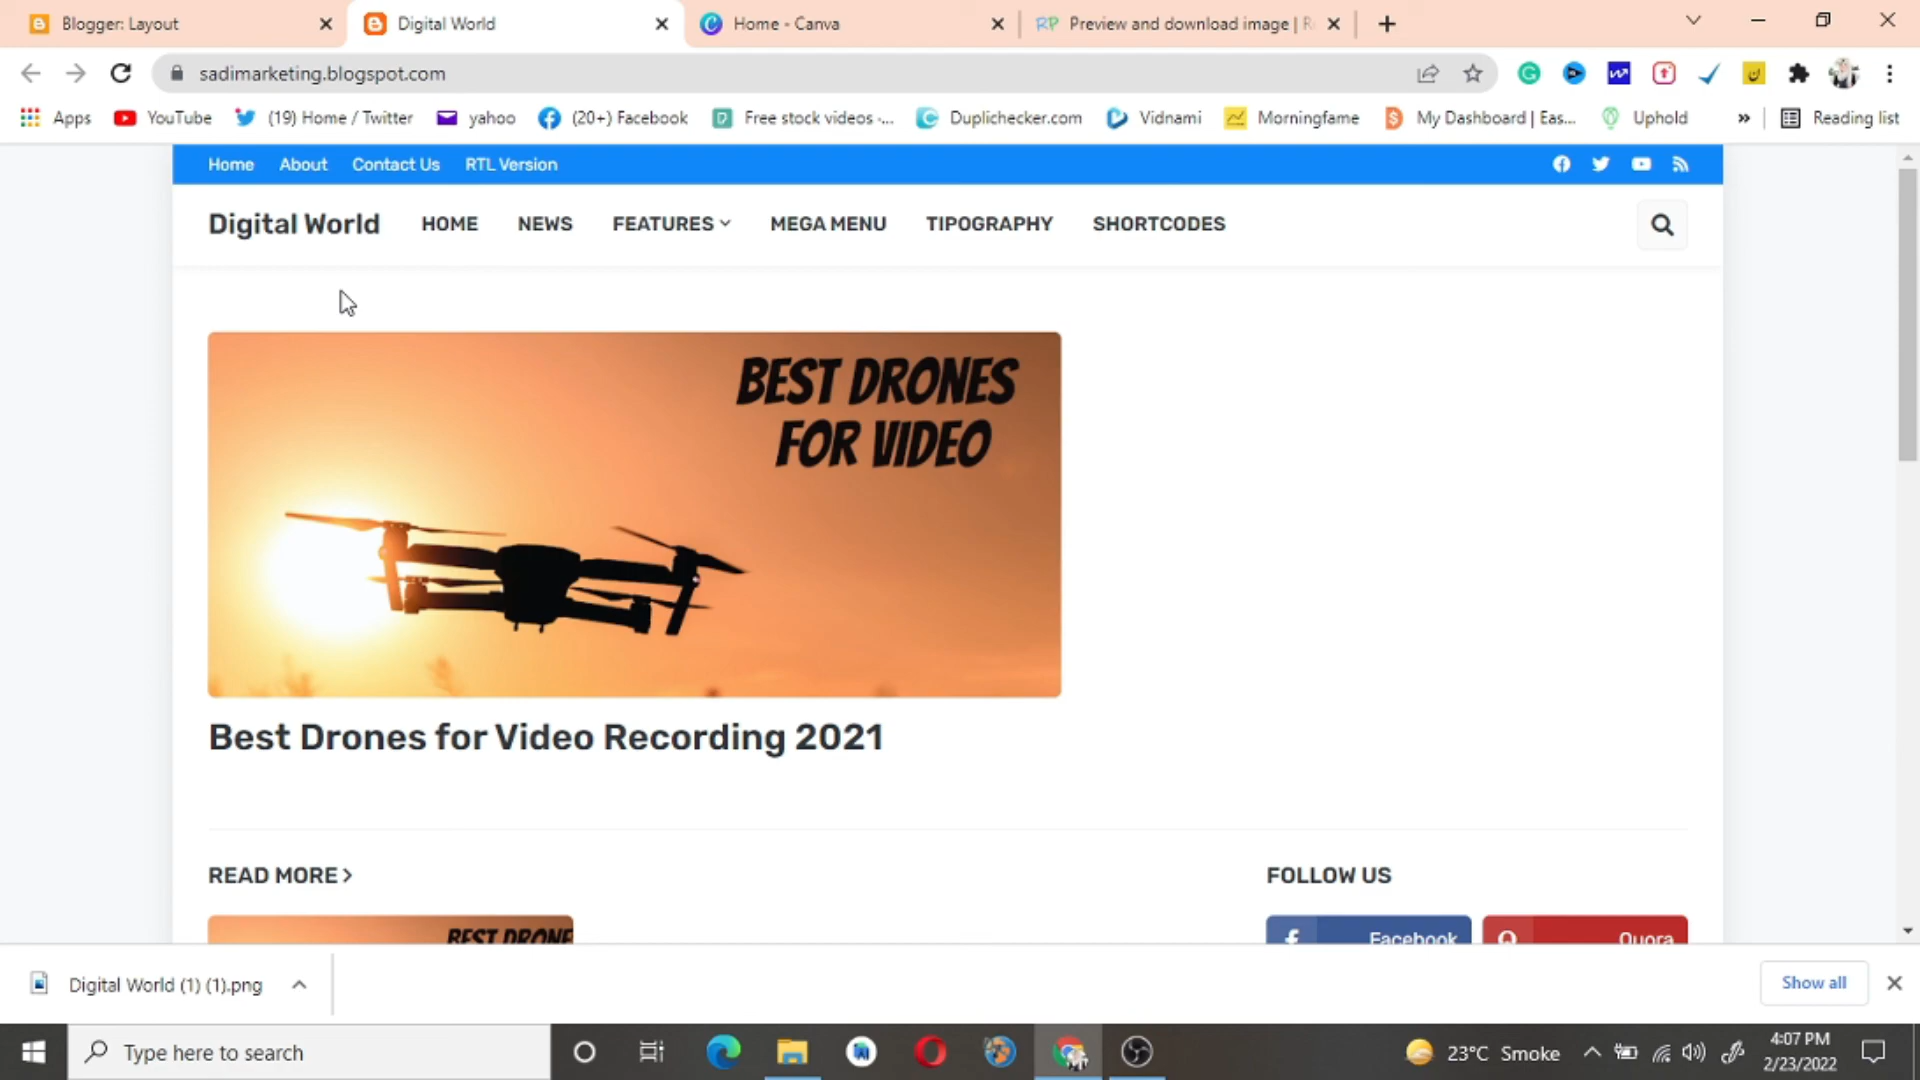 Blogger: Layout
Digital World
Home - Canva
Preview and download image | R
sadimarketing.blogspot.com
Apps
YouTube
(19) Home / Twitter
yahoo
(20+) Facebook
Free stock videos -...
Duplichecker.com
Vidnami
Morningfame
My Dashboard | Eas...
Uphold
»
Reading list
Home About Contact Us RTL Version
Digital World HOME NEWS FEATURES MEGA MENU TIPOGRAPHY SHORTCODES
BEST DRONES
FOR VIDEO
Best Drones for Video Recording 2021
READ MORE >
FOLLOW US
BEST DRONE
Facebook
Quora
Digital World (1) (1).png
Show all
Type here to search
23°C Smoke
4:07 PM
2/23/2022